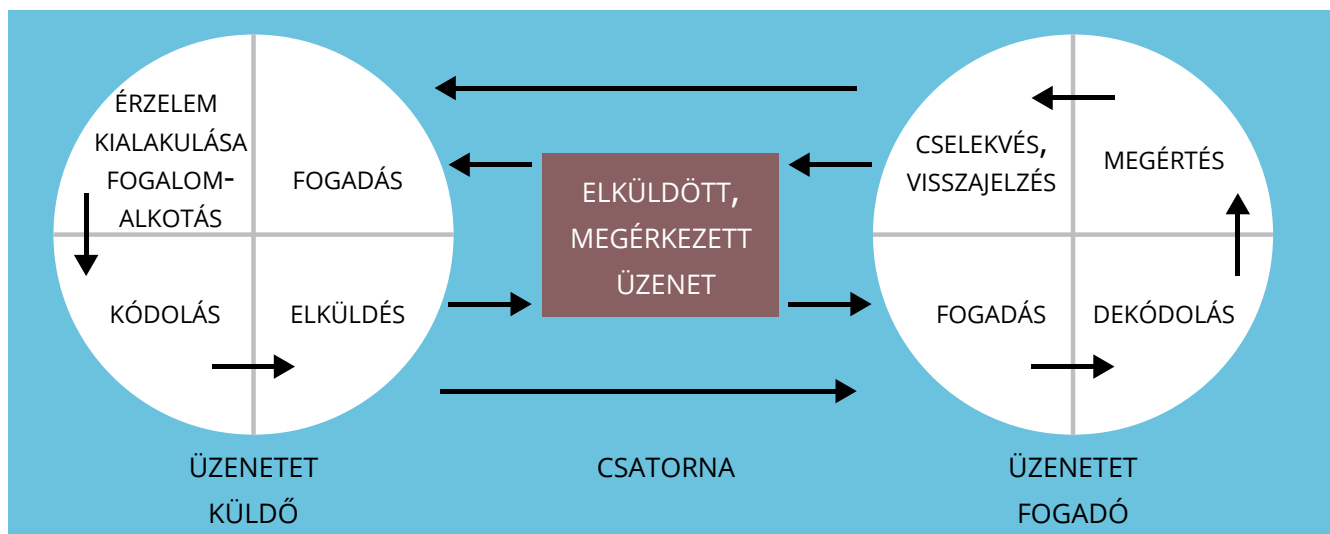 ÉRZELEM
KIALAKULÁSA
FOGALOM-
ALKOTÁS
FOGADÁS
KÓDOLÁS
ELKÜLDÉS
ELKÜLDÖTT,
MEGÉRKEZETT
ÜZENET
CSELEKVÉS,
VISSZAJELZÉS
MEGÉRTÉS
FOGADÁS
DEKÓDOLÁS
ÜZENETET
KÜLDŐ
CSATORNA
ÜZENETET
FOGADÓ